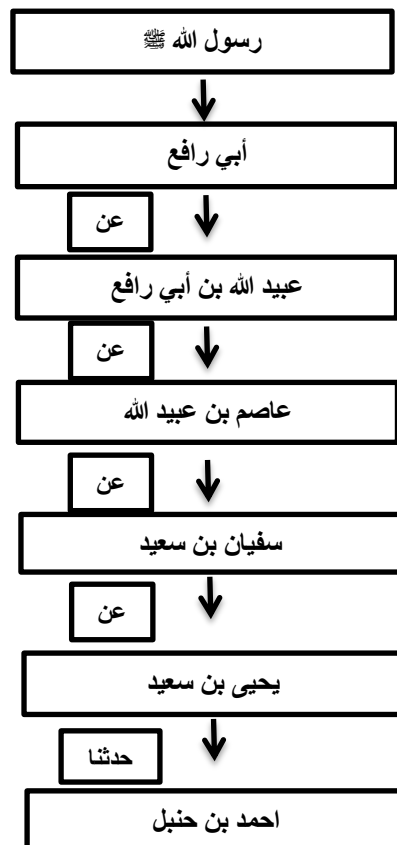 رسول الله ﷺ
أبي رافع
عن
عبيد الله بن أبي رافع
عن
عاصم بن عبيد الله
عن
سفيان بن سعيد
عن
يحيى بن سعيد
حدثنا
احمد بن حنبل